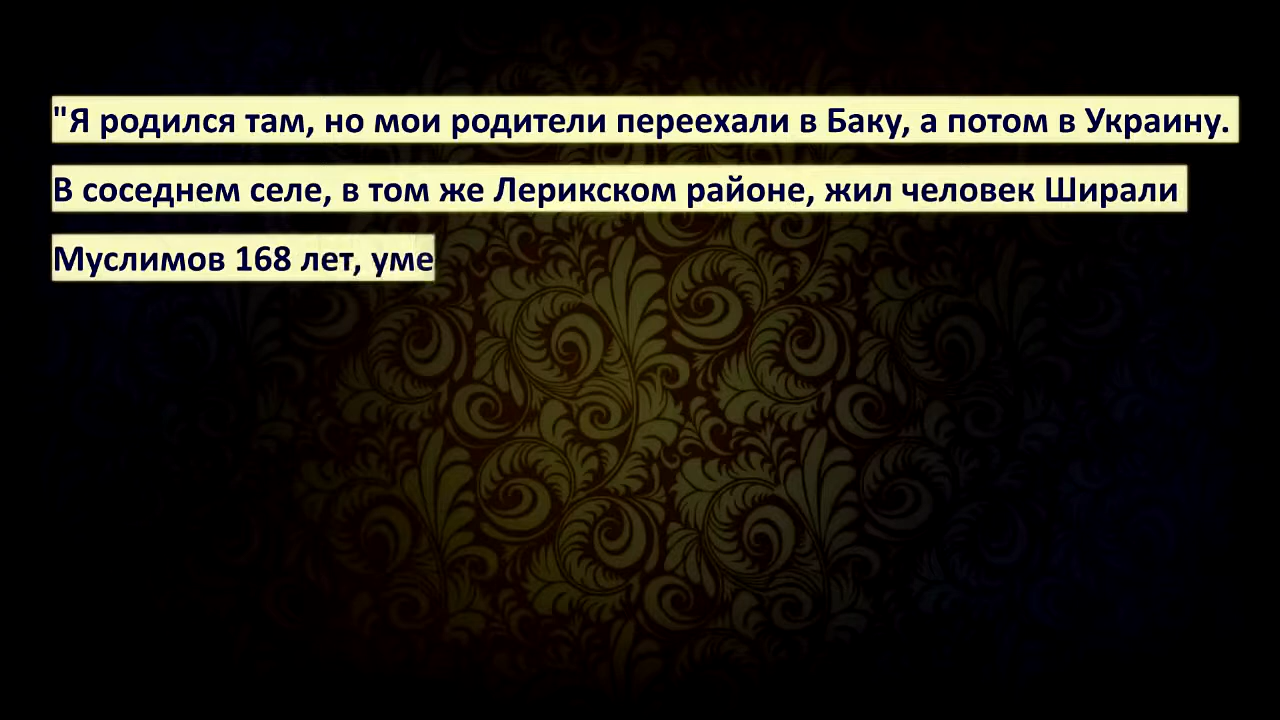 "Я родился там, но мои родители переехали в Баку, а потом в Украину.
В соседнем селе, в том же Лерикском районе, жил человек Ширали
Муслимов 168 лет, уме